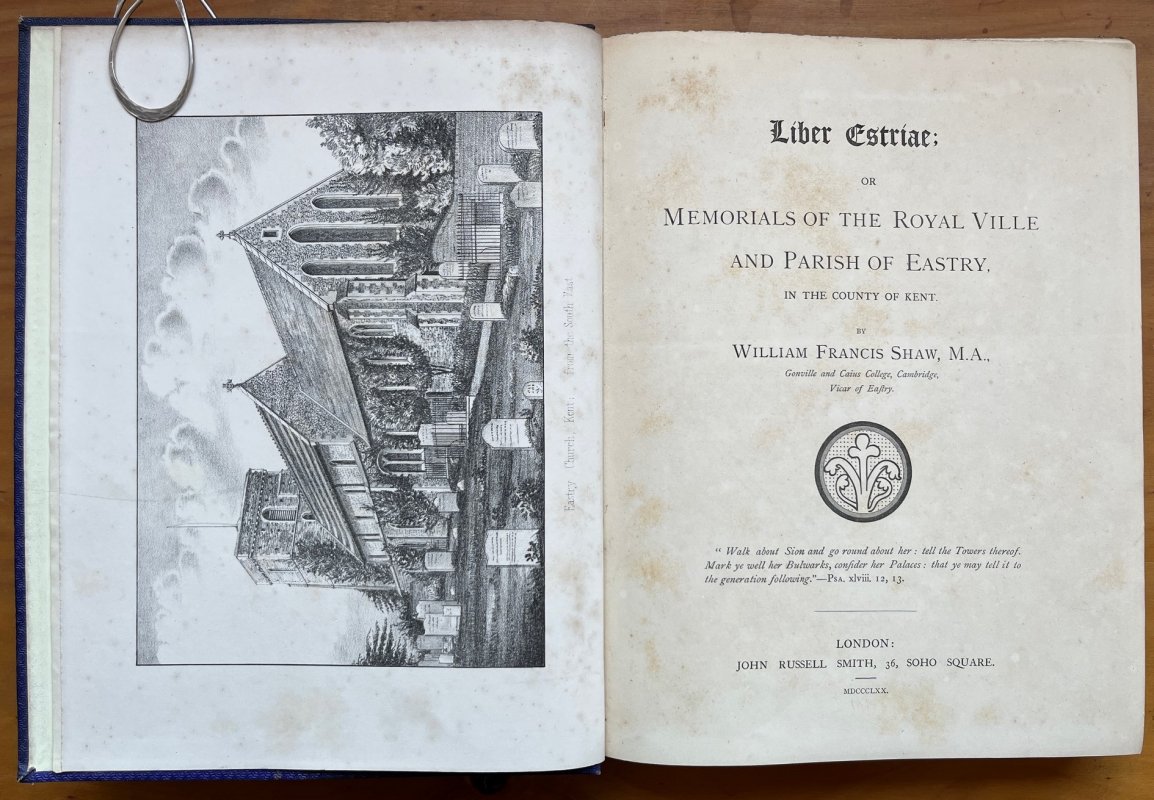 Eastry Church, Kent, from the South East
Liber Estriae;
OR
MEMORIALS OF THE ROYAL VILLE
AND PARISH OF EASTRY,
IN THE COUNTY OF KENT.
BY
WILLIAM FRANCIS SHAW, M.A.,
Gonville and Caius College, Cambridge,
Vicar of Eaſtry.
“ Walk about Sion and go round about her : tell the Towers thereof.
Mark ye well her Bulwarks, conſider her Palaces : that ye may tell it to
the generation following.”—PSA. xlviii. 12, 13.
LONDON:
JOHN RUSSELL SMITH, 36, SOHO SQUARE.
MDCCCLXX.